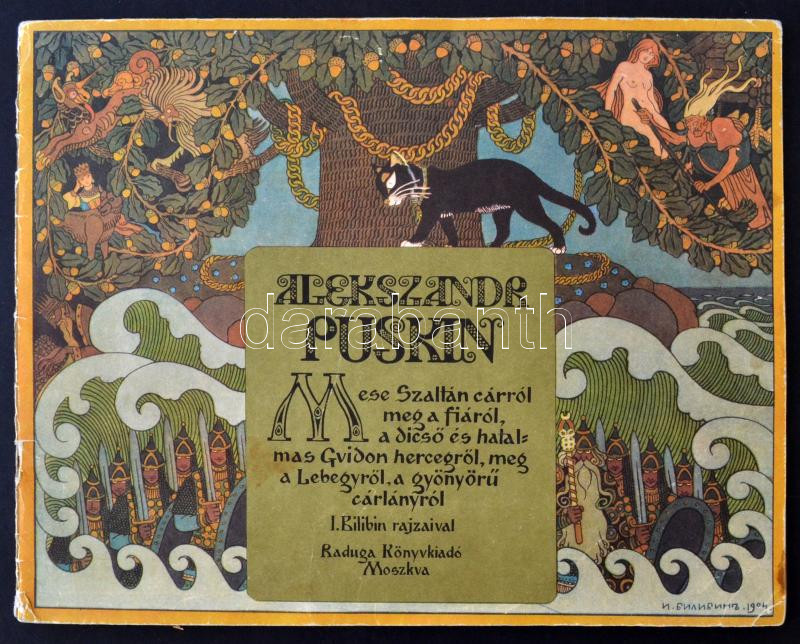 ALEKSZANDR
PUSKIN
Mese Szaltán cárról
meg a fiáról,
a dicső és hatal=
mas Gvidon hercegről, meg
a Lebegyről, a gyönyörű
cárlányról
I. Bilibin rajzaival
Raduga Könyvkiadó
Moszkva
darabanth
И. БИЛИБИНЪ. 1904